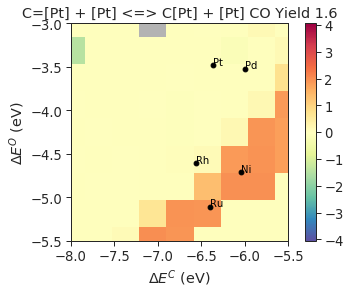 C=[Pt] + [Pt] <=> C[Pt] + [Pt] CO Yield 1.6
−3.0
−3.5
−4.0
−4.5
−5.0
−5.5
ΔE^O (eV)
Pt
Pd
Rh
Ni
Ru
−8.0 −7.5 −7.0 −6.5 −6.0 −5.5
ΔE^C (eV)
4
3
2
1
0
−1
−2
−3
−4